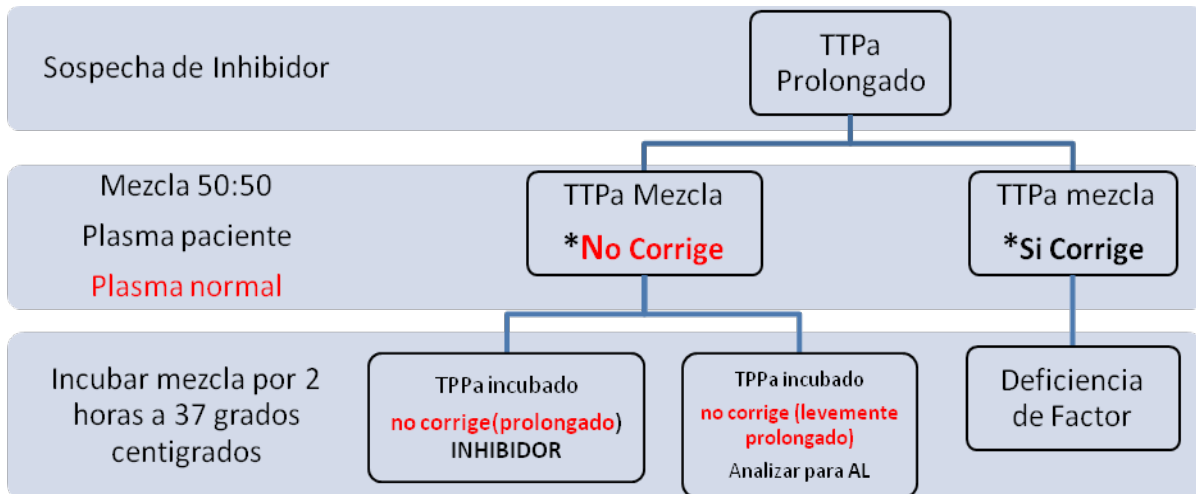 Sospecha de Inhibidor
TTPa
Prolongado
Mezcla 50:50
Plasma paciente
Plasma normal
TTPa Mezcla
*No Corrige
TTPa mezcla
*Si Corrige
Incubar mezcla por 2
horas a 37 grados
centigrados
TPPa incubado
no corrige(prolongado)
INHIBIDOR
TPPa incubado
no corrige (levemente
prolongado)
Analizar para AL
Deficiencia
de Factor